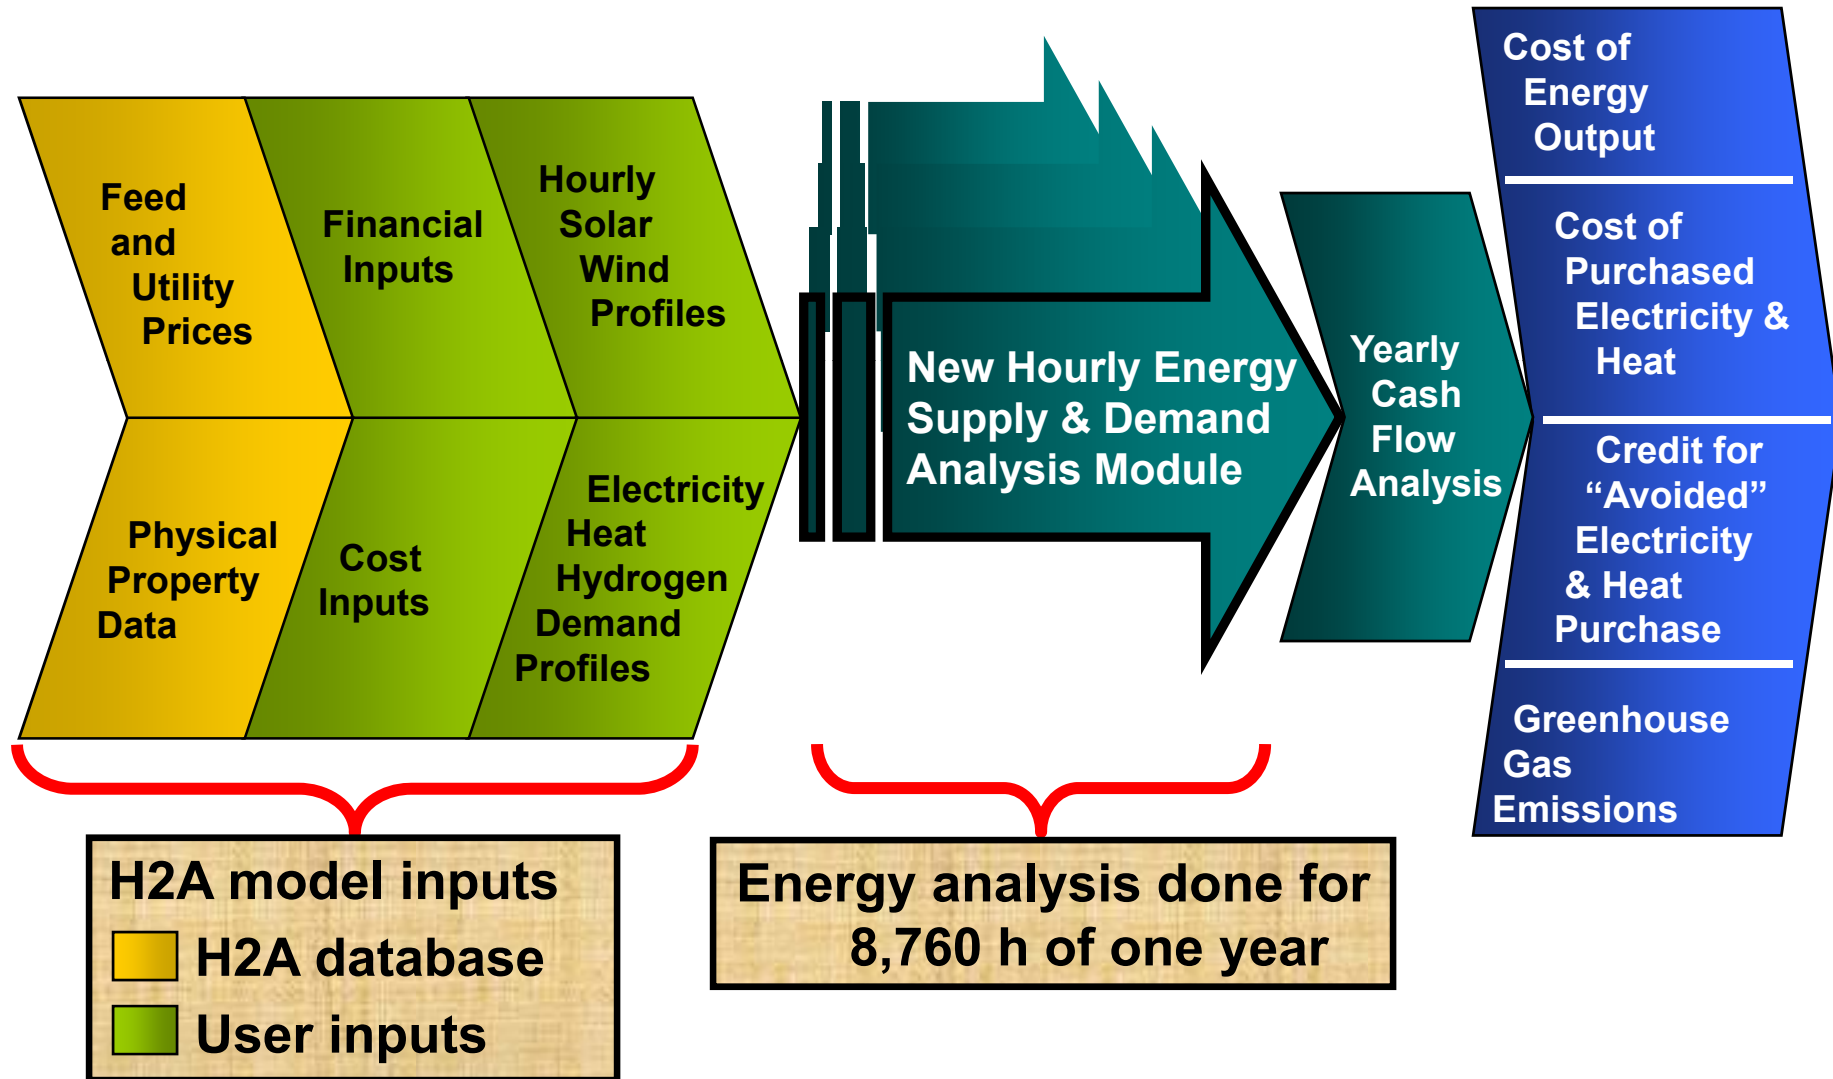 Feed
and
Utility
Prices
Financial
Inputs
Hourly
Solar
Wind
Profiles
Physical
Property
Data
Cost
Inputs
Electricity
Heat
Hydrogen
Demand
Profiles
New Hourly Energy
Supply & Demand
Analysis Module
Yearly
Cash
Flow
Analysis
Cost of
Energy
Output
Cost of
Purchased
Electricity &
Heat
Credit for
“Avoided”
Electricity
& Heat
Purchase
Greenhouse
Gas
Emissions
H2A model inputs
H2A database
User inputs
Energy analysis done for
8,760 h of one year